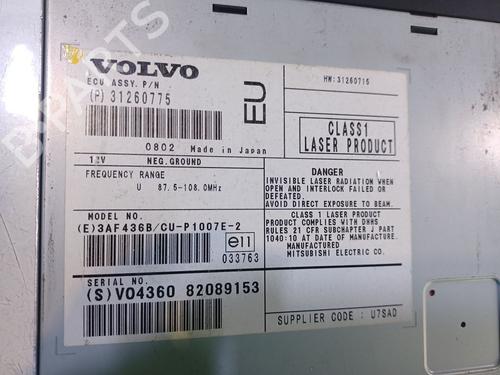 VOLVO
ECU ASSY. P/N
(P) 31260775
EU
HW:31260715
CLASS1
LASER PRODUCT
0802 Made in Japan
12V NEG.GROUND
FREQUENCY RANGE
U 87.5-108.0MHz
DANGER
INVISIBLE LASER RADIATION WHEN
OPEN AND INTERLOCK FAILED OR
DEFEATED.
AVOID DIRECT EXPOSURE TO BEAM.
MODEL NO.
(E)3AF436B/CU-P1007E-2
e11
033763
CLASS 1 LASER PRODUCT
PRODUCT COMPLIES WITH DHHS
RULES 21 CFR SUBCHAPTER J PART
1040:10 AT DATE OF MANUFACTURE.
MANUFACTURED
MITSUBISHI ELECTRIC CO.
SERIAL NO.
(S)VO4360 82089153
SUPPLIER CODE : U7SAD
B-PARTS